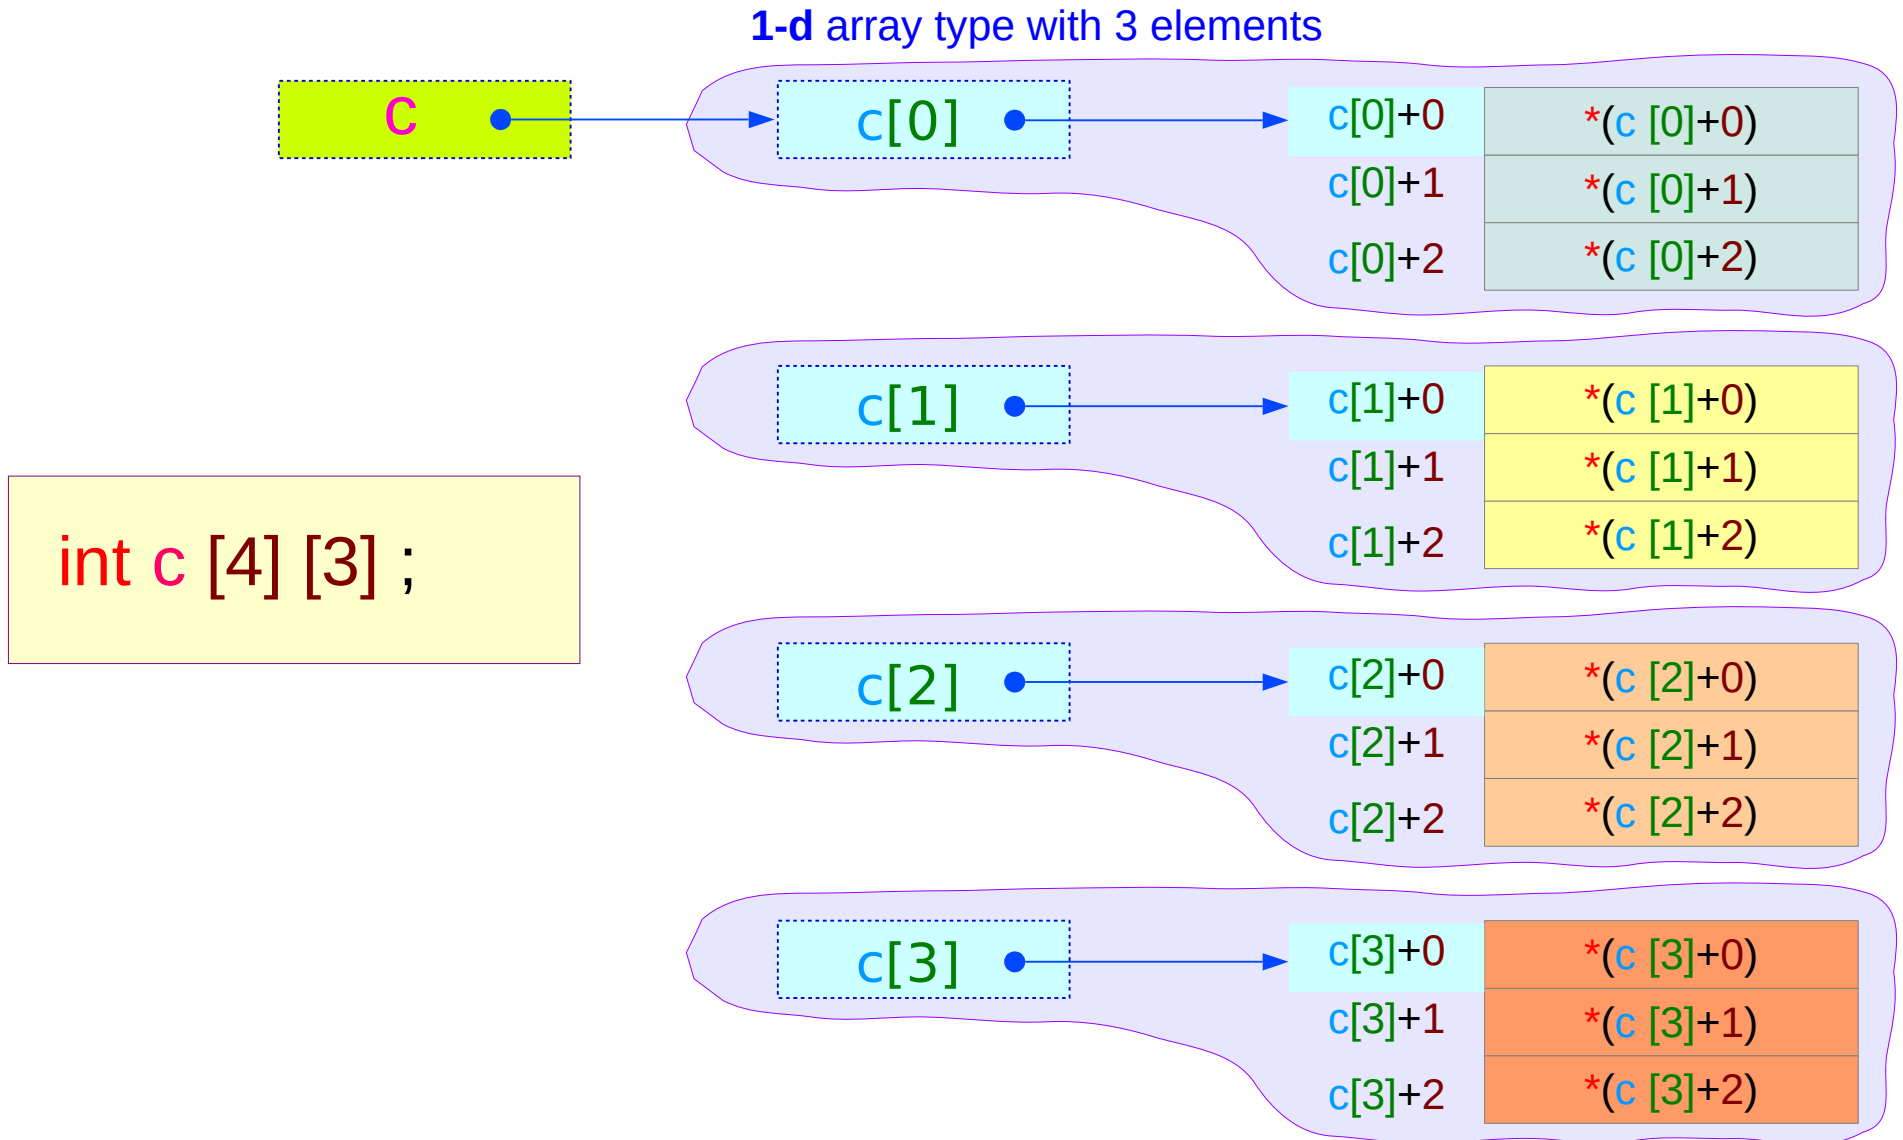 1-d array type with 3 elements
c
c[0]
c[0]+0
*(c [0]+0)
c[0]+1
*(c [0]+1)
c[0]+2
*(c [0]+2)
c[1]
c[1]+0
*(c [1]+0)
c[1]+1
*(c [1]+1)
c[1]+2
*(c [1]+2)
int c [4] [3] ;
c[2]
c[2]+0
*(c [2]+0)
c[2]+1
*(c [2]+1)
c[2]+2
*(c [2]+2)
c[3]
c[3]+0
*(c [3]+0)
c[3]+1
*(c [3]+1)
c[3]+2
*(c [3]+2)